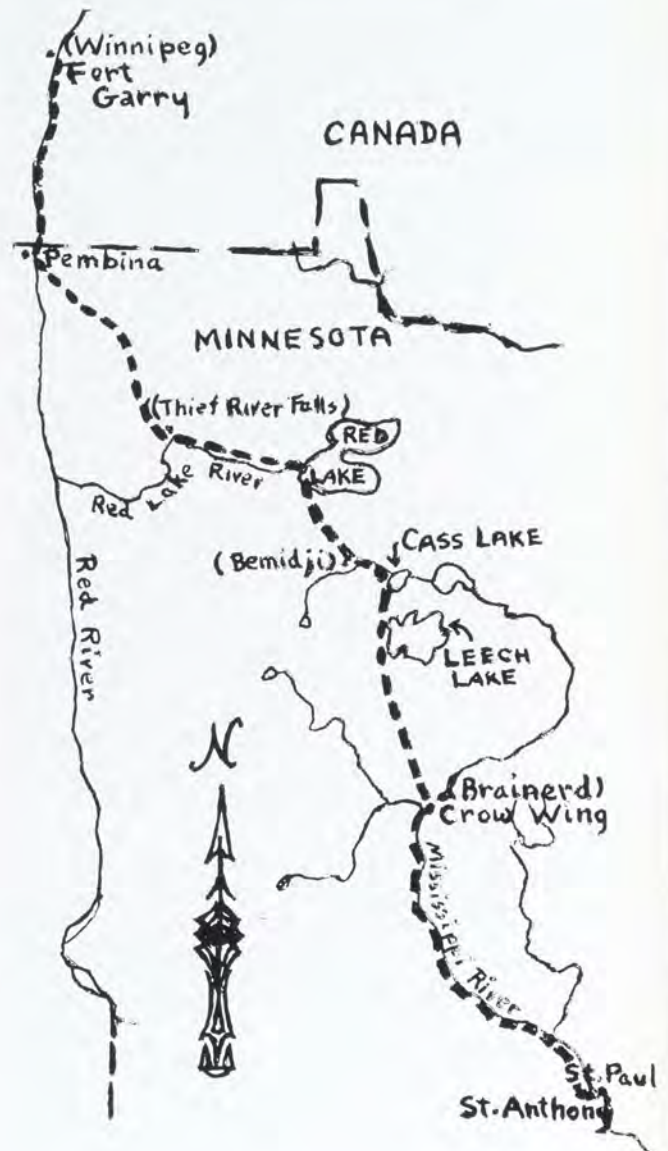 (Winnipeg)
Fort
Garry
CANADA
Pembina
MINNESOTA
(Thief River Falls)
RED
LAKE
Red Lake River
(Bemidji)
CASS LAKE
LEECH
LAKE
Red River
N
(Brainerd)
Crow Wing
Mississippi River
St. Paul
St. Anthony